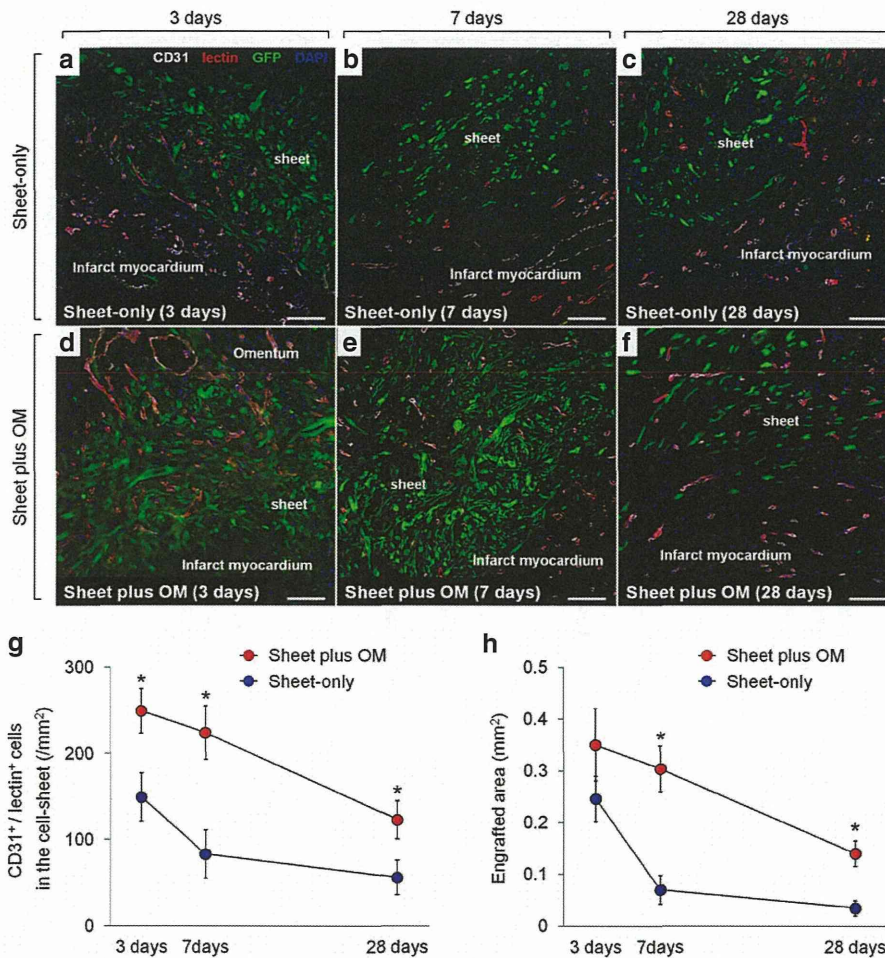 3 days
7 days
28 days
Sheet-only
a
CD31 lectin GFP DAPI
sheet
Infarct myocardium
Sheet-only (3 days)
b
sheet
Infarct myocardium
Sheet-only (7 days)
c
sheet
Infarct myocardium
Sheet-only (28 days)
Sheet plus OM
d
Omentum
sheet
Infarct myocardium
Sheet plus OM (3 days)
e
sheet
Infarct myocardium
Sheet plus OM (7 days)
f
sheet
Infarct myocardium
Sheet plus OM (28 days)
g
Sheet plus OM
Sheet-only
CD31⁺ / lectin⁺ cells
in the cell-sheet (/mm²)
300
200
100
0
* * *
3 days 7days 28 days
h
Sheet plus OM
Sheet-only
Engrafted area (mm²)
0.5
0.4
0.3
0.2
0.1
0
* *
3 days 7days 28 days